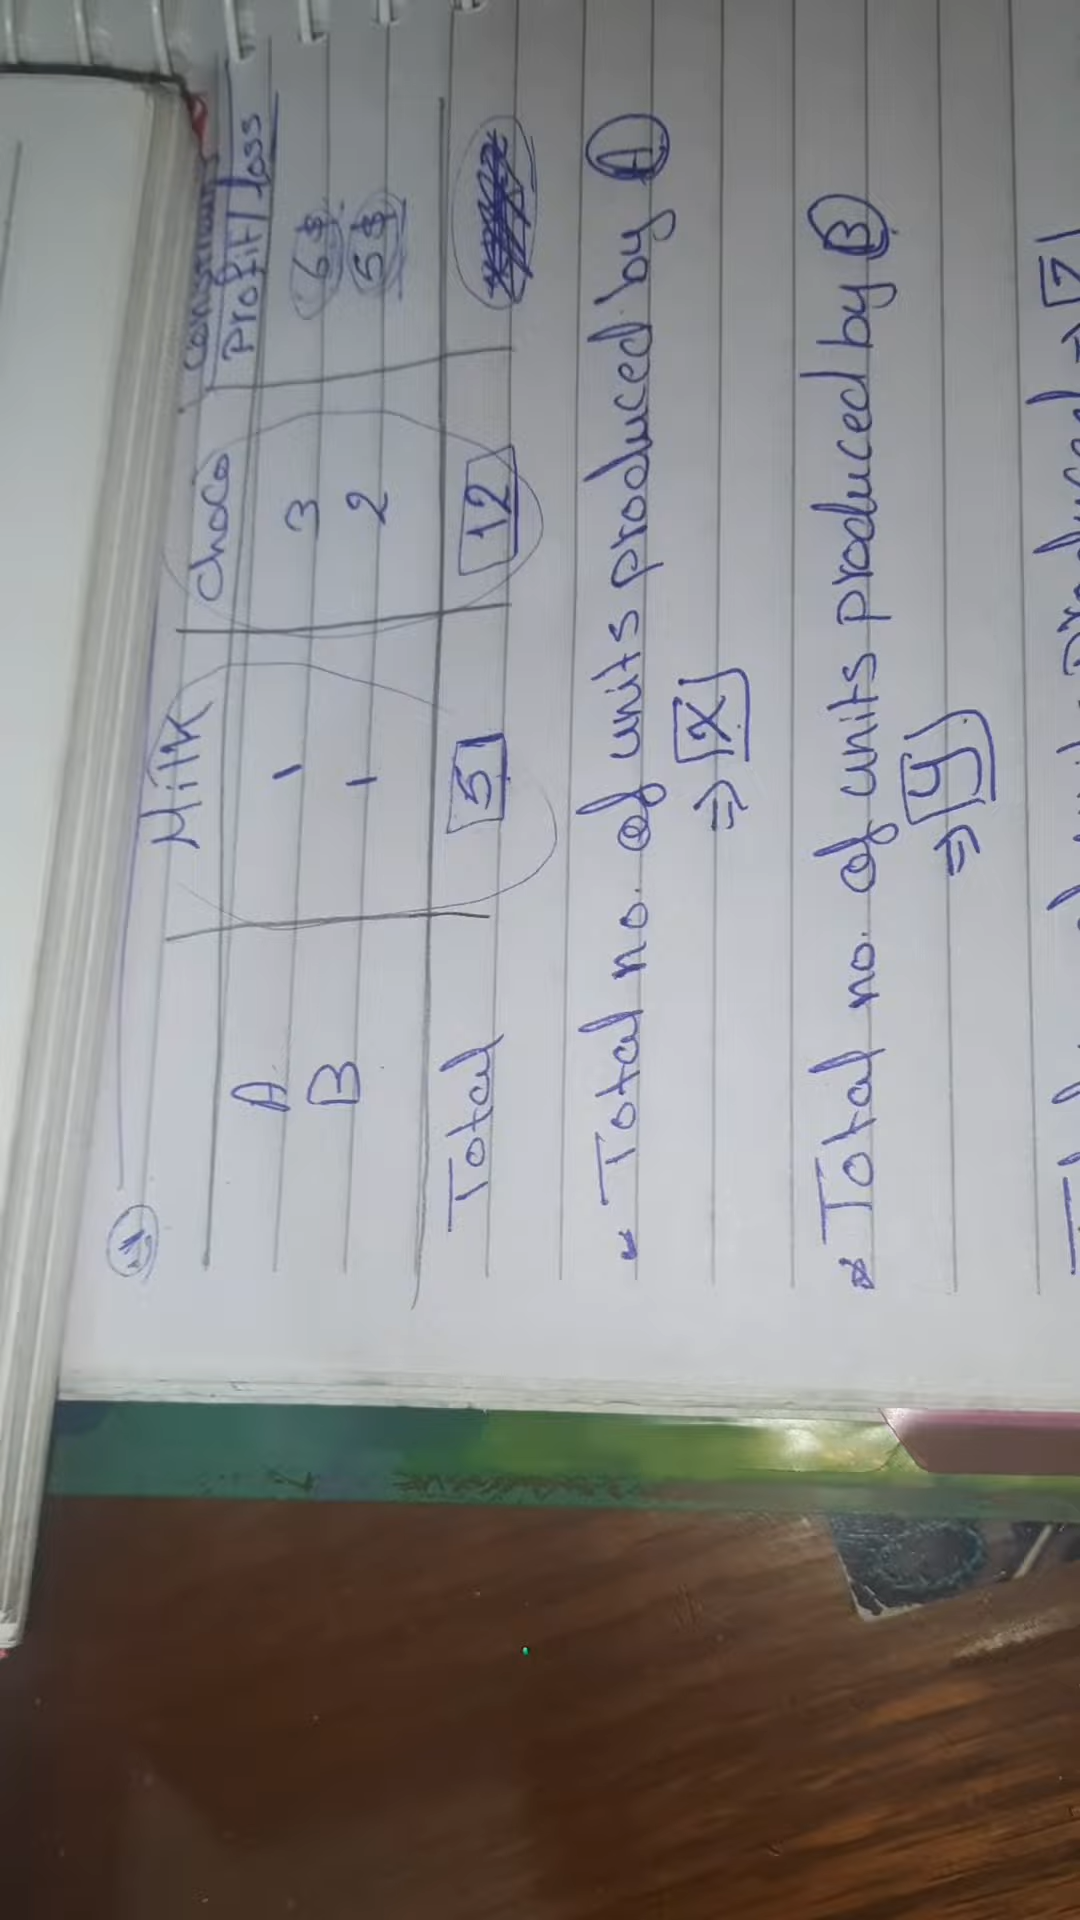 1
Milk Choco Profit/loss
A 1 3 6$
B 1 2 5$
Total 5 12
Total no. of units produced by A
⇒ X
Total no. of units produced by B
⇒ Y
produced ⇒ Z